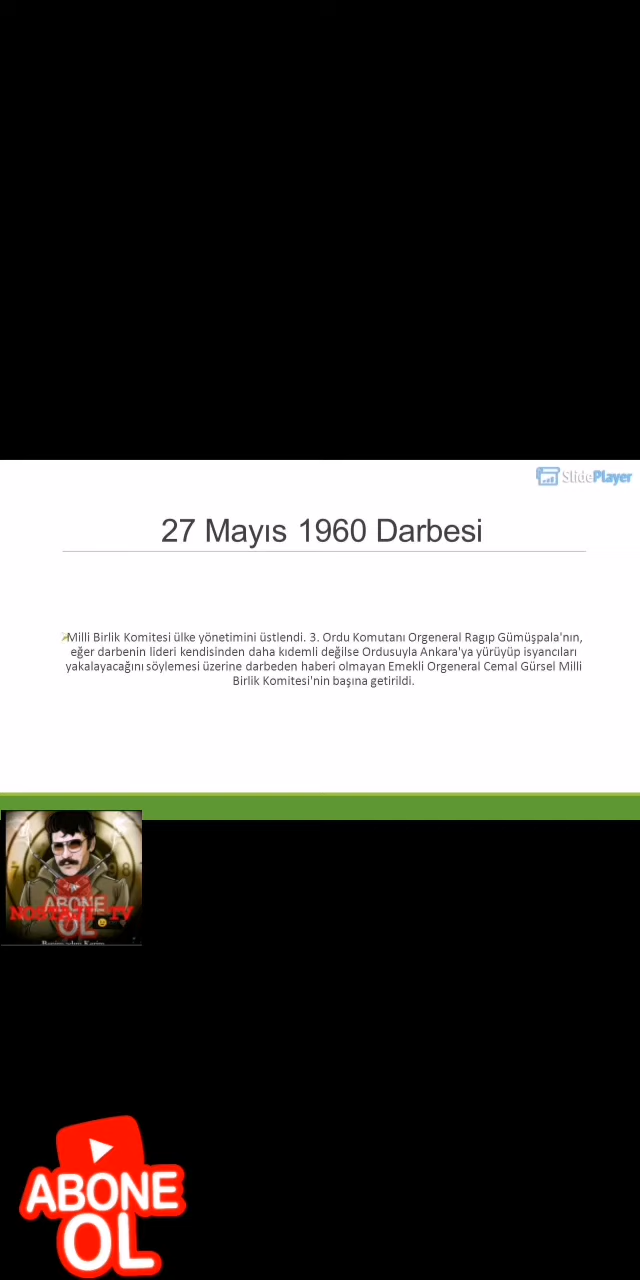 SlidePlayer
27 Mayıs 1960 Darbesi
Milli Birlik Komitesi ülke yönetimini üstlendi. 3. Ordu Komutanı Orgeneral Ragıp Gümüşpala'nın,
eğer darbenin lideri kendisinden daha kıdemli değilse Ordusuyla Ankara'ya yürüyüp isyancıları
yakalayacağını söylemesi üzerine darbeden haberi olmayan Emekli Orgeneral Cemal Gürsel Milli
Birlik Komitesi'nin başına getirildi.
ABONE
NOSTALJİ TV
OL
ABONE
OL